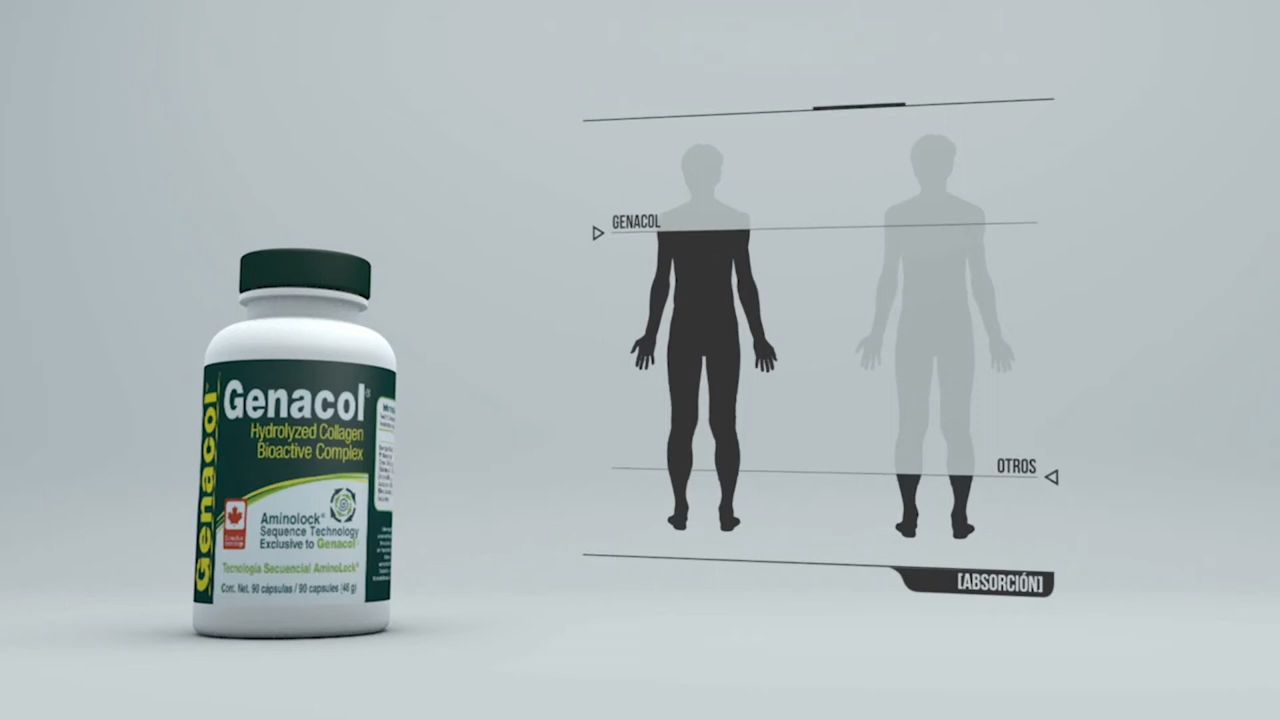 Genacol
Genacol®
Hydrolyzed Collagen
Bioactive Complex
Aminolock®
Sequence Technology
Exclusive to Genacol
Tecnología Secuencial AminoLock®
Cont. Net. 90 cápsulas / 90 capsules (46 g)
GENACOL
OTROS
[ABSORCIÓN]